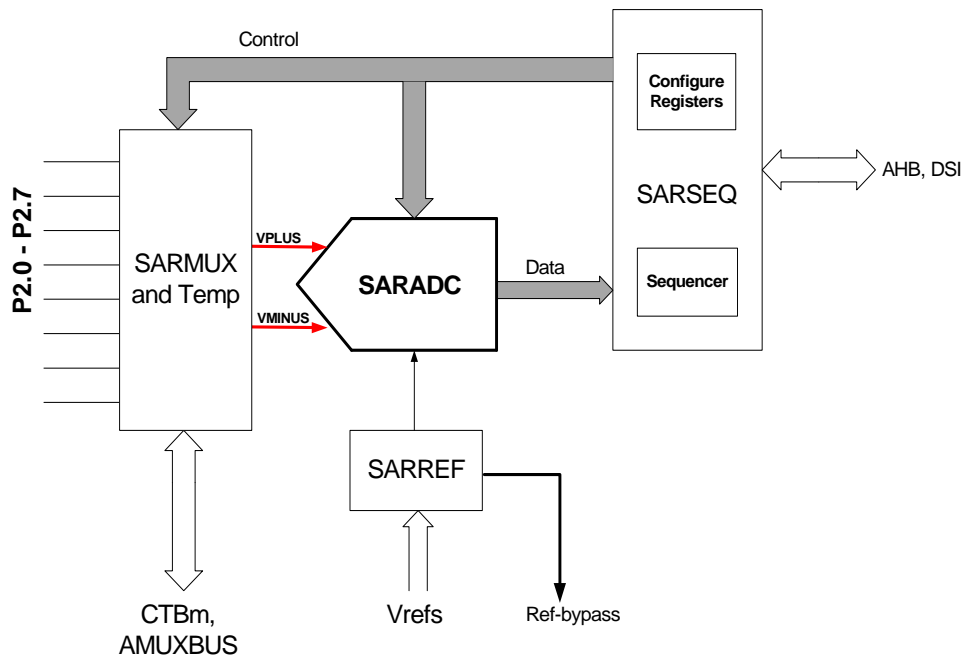 Control
Configure
Registers
SARSEQ
AHB, DSI
P2.0 - P2.7
SARMUX
and Temp
VPLUS
VMINUS
SARADC
Data
Sequencer
SARREF
CTBm,
AMUXBUS
Vrefs
Ref-bypass